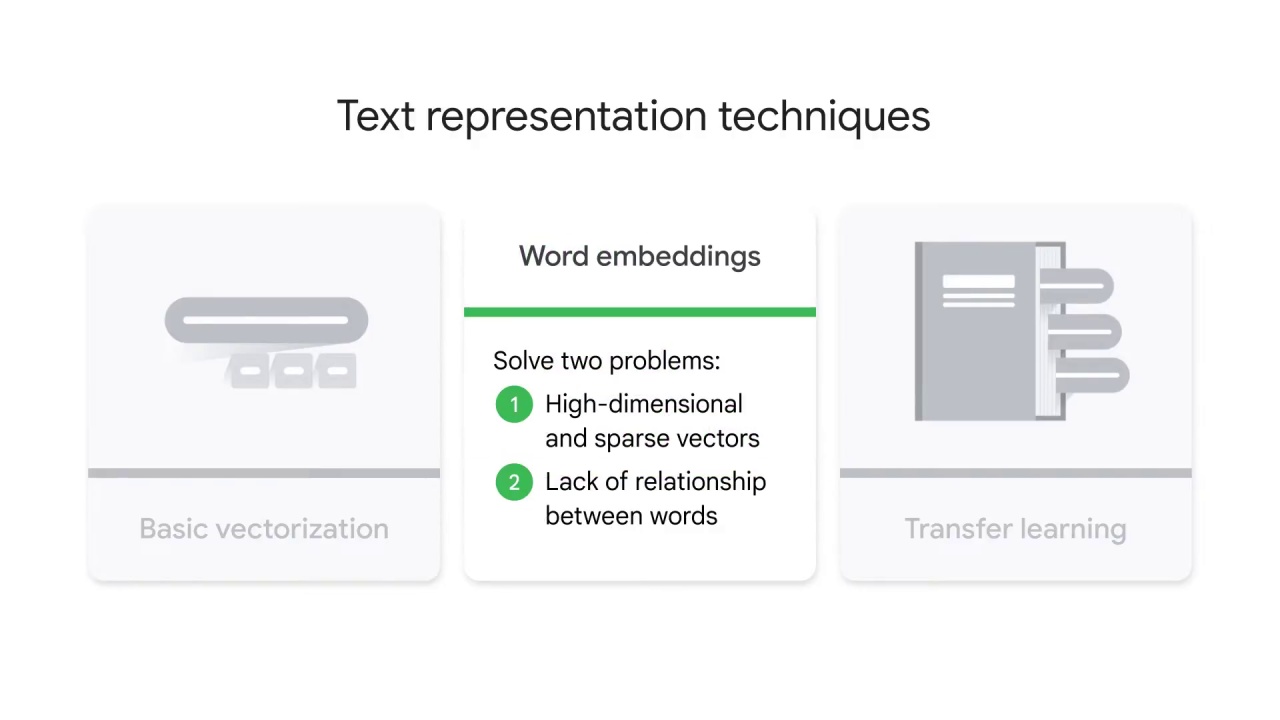 Text representation techniques
Basic vectorization
Word embeddings
Solve two problems:
1 High-dimensional
and sparse vectors
2 Lack of relationship
between words
Transfer learning